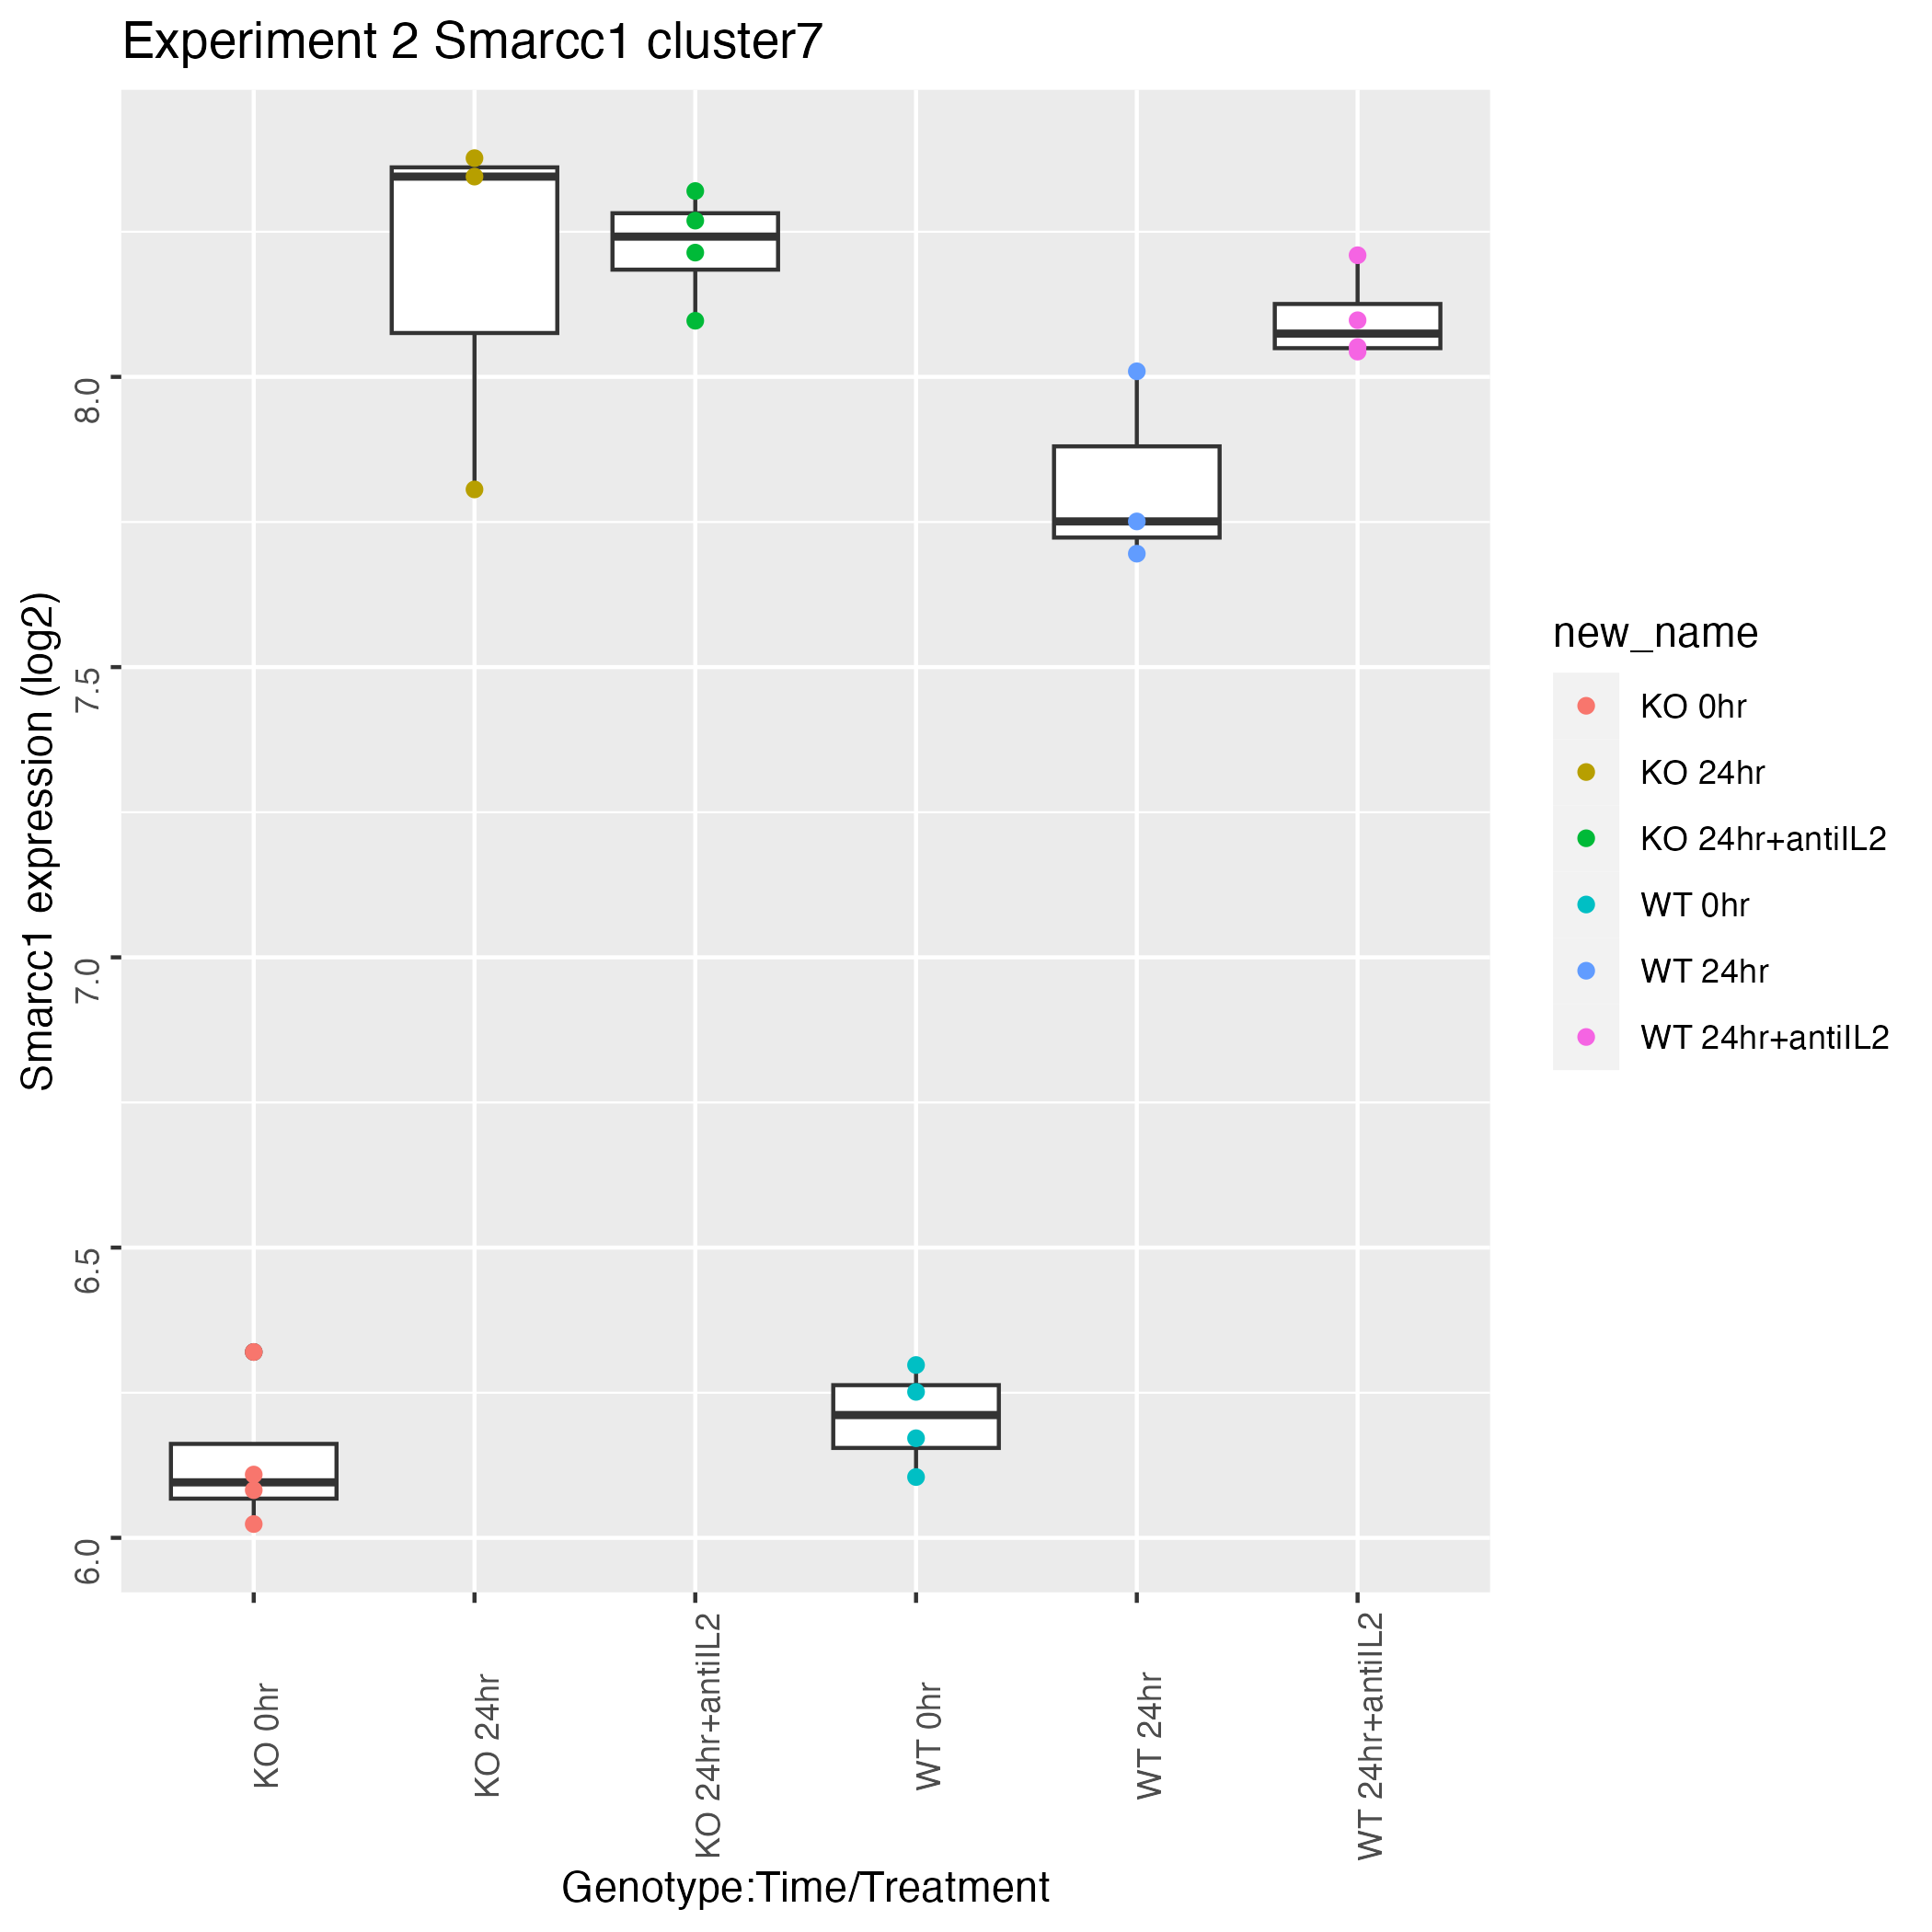 Experiment 2 Smarcc1 cluster7
Smarcc1 expression (log2)
8.0
7.5
7.0
6.5
6.0
KO 0hr
KO 24hr
KO 24hr+antiIL2
WT 0hr
WT 24hr
WT 24hr+antiIL2
Genotype:Time/Treatment
new_name
KO 0hr
KO 24hr
KO 24hr+antiIL2
WT 0hr
WT 24hr
WT 24hr+antiIL2